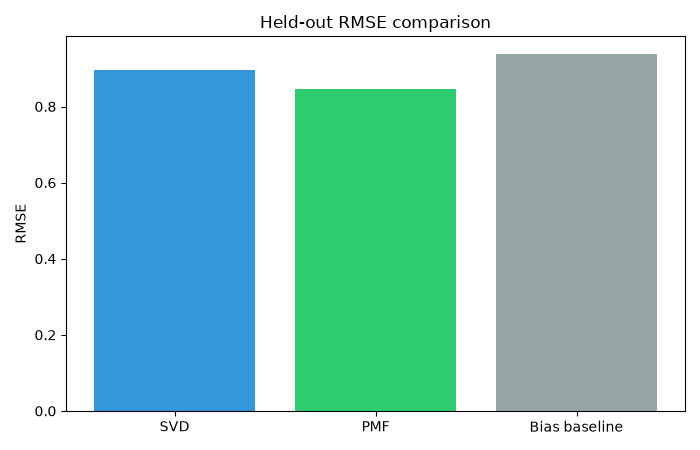 Held-out RMSE comparison
RMSE
0.8
0.6
0.4
0.2
0.0
SVD
PMF
Bias baseline